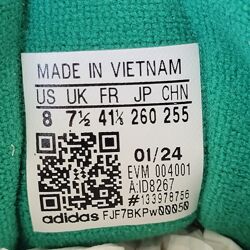 MADE IN VIETNAM
US UK FR JP CHN
8 7½ 41⅓ 260 255
01/24
EVM 004001
A:ID8267
#133978756
adidas FJF7BKPw00050